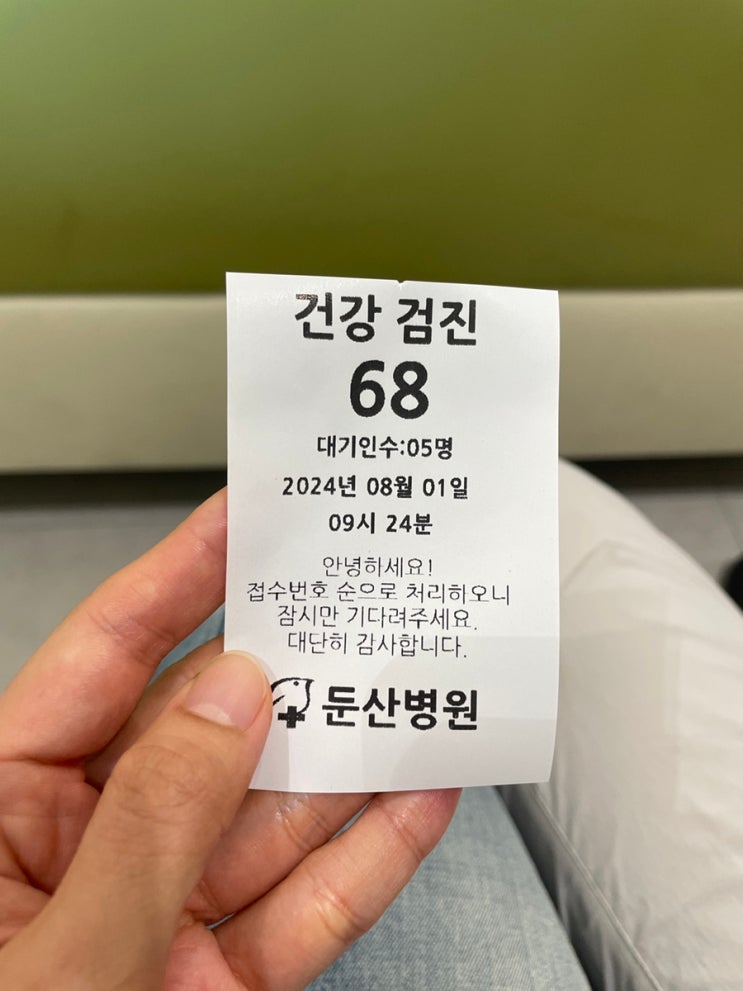 건강 검진
68
대기인수:05명
2024년 08월 01일
09시 24분
안녕하세요!
접수번호 순으로 처리하오니
잠시만 기다려주세요.
대단히 감사합니다.
둔산병원